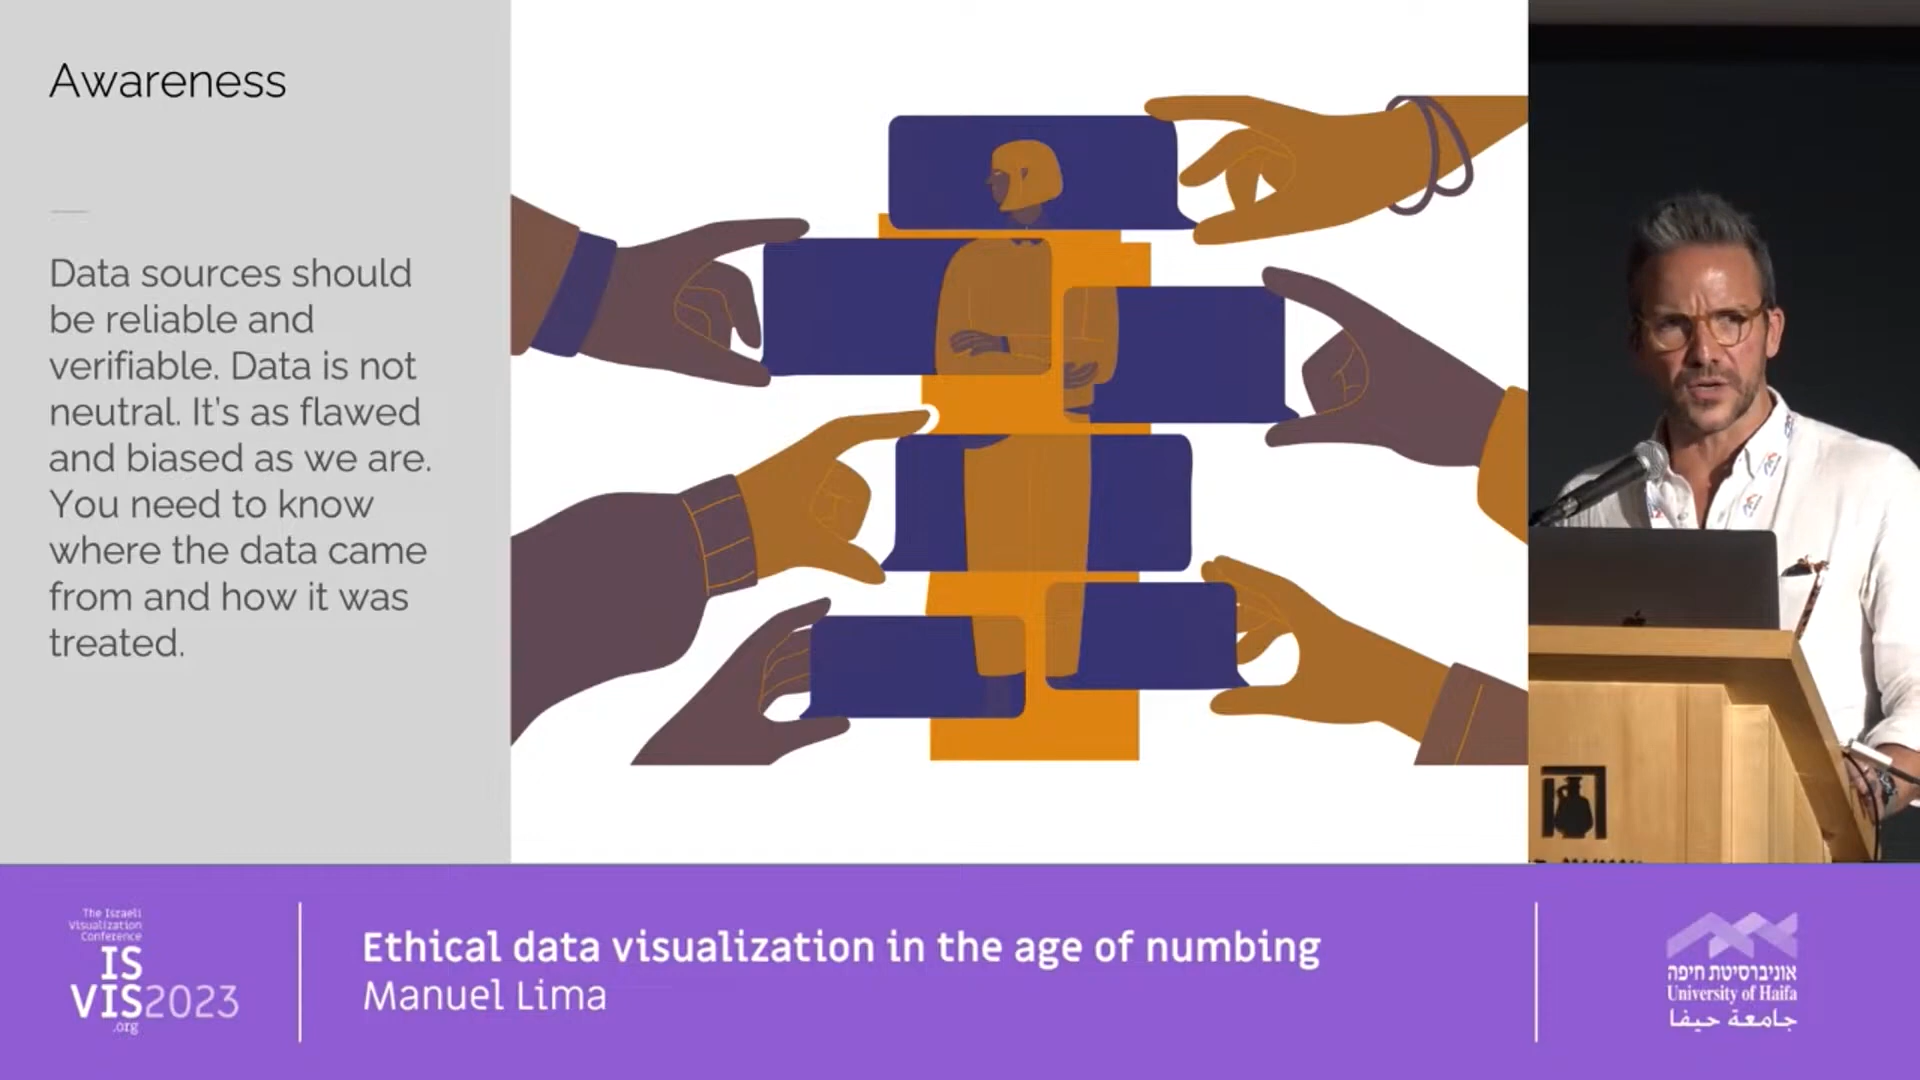 Awareness
Data sources should
be reliable and
verifiable. Data is not
neutral. It's as flawed
and biased as we are.
You need to know
where the data came
from and how it was
treated.
The Israeli
Visualization
Conference
IS
VIS2023
.org
Ethical data visualization in the age of numbing
Manuel Lima
אוניברסיטת חיפה
University of Haifa
جامعة حيفا